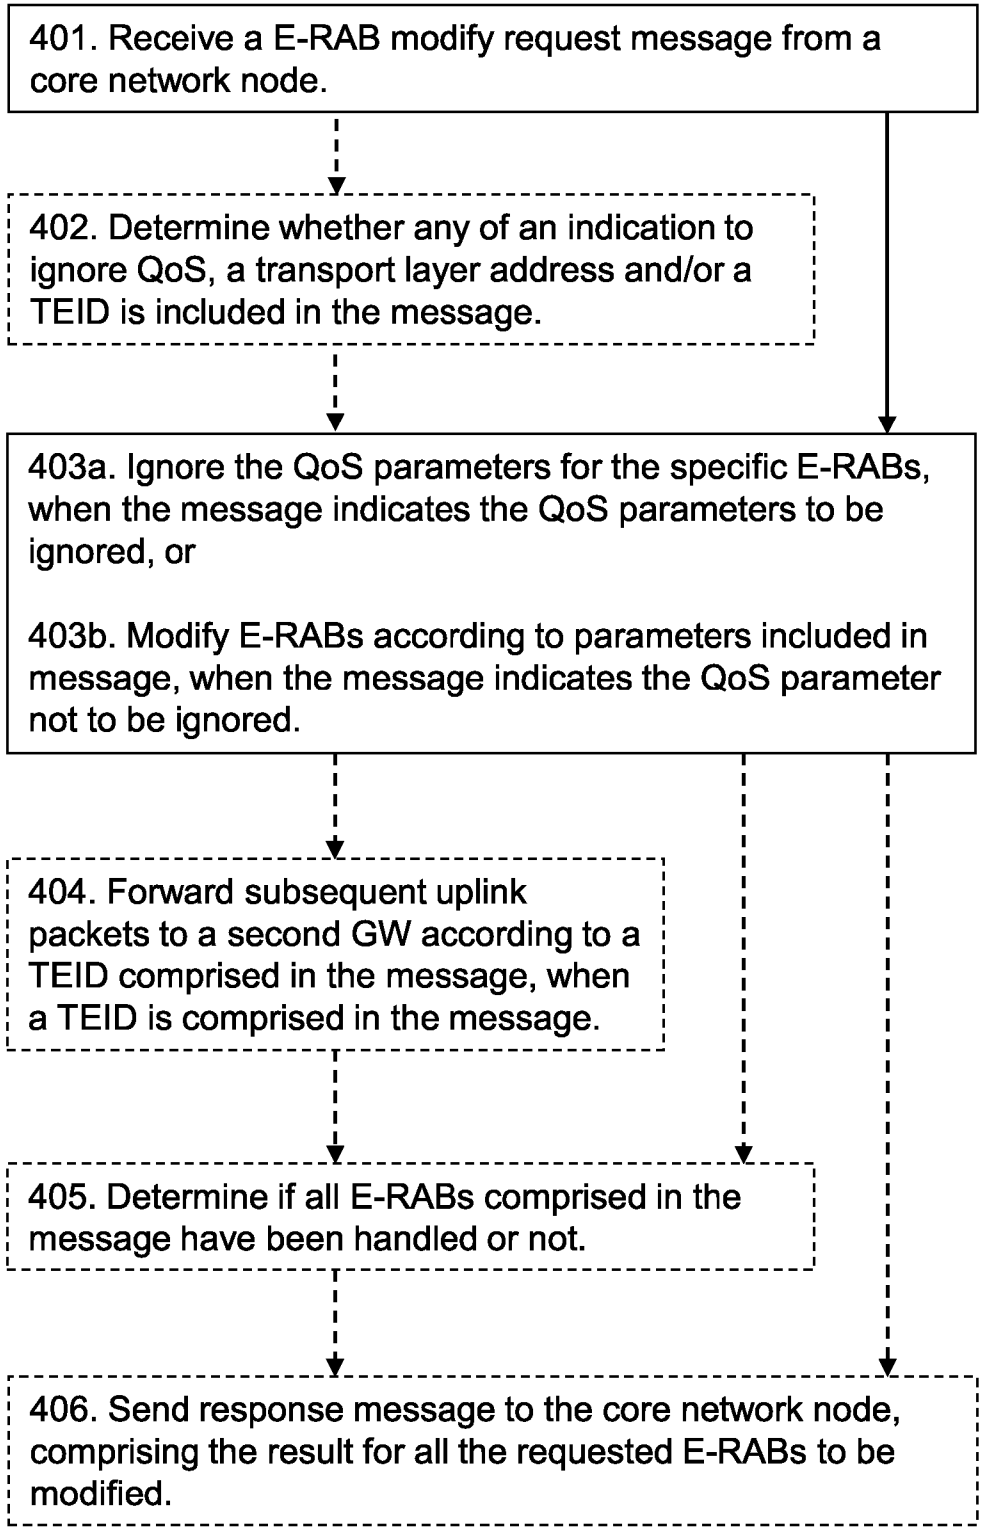 401. Receive a E-RAB modify request message from a
core network node.
402. Determine whether any of an indication to
ignore QoS, a transport layer address and/or a
TEID is included in the message.
403a. Ignore the QoS parameters for the specific E-RABs,
when the message indicates the QoS parameters to be
ignored, or
403b. Modify E-RABs according to parameters included in
message, when the message indicates the QoS parameter
not to be ignored.
404. Forward subsequent uplink
packets to a second GW according to a
TEID comprised in the message, when
a TEID is comprised in the message.
405. Determine if all E-RABs comprised in the
message have been handled or not.
406. Send response message to the core network node,
comprising the result for all the requested E-RABs to be
modified.